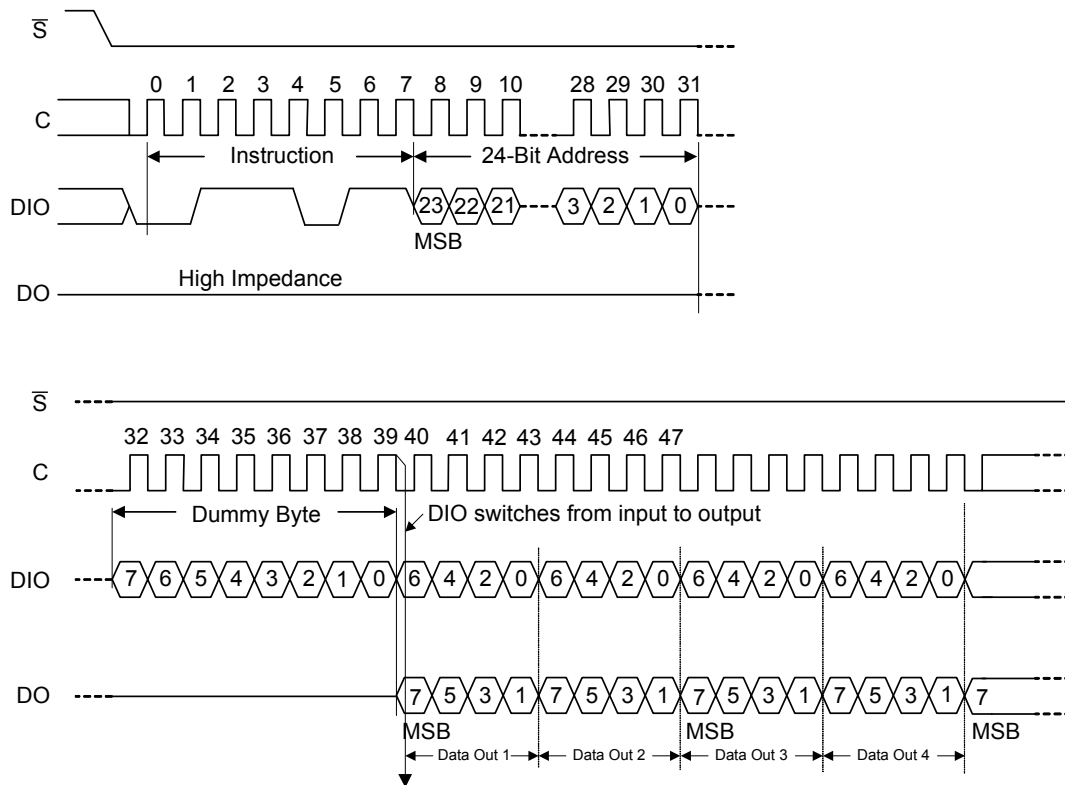 S
0 1 2 3 4 5 6 7 8 9 10 28 29 30 31
C
Instruction 24-Bit Address
DIO 23 22 21 3 2 1 0
MSB
High Impedance
DO
S
32 33 34 35 36 37 38 39 40 41 42 43 44 45 46 47
C
Dummy Byte DIO switches from input to output
DIO 7 6 5 4 3 2 1 0 6 4 2 0 6 4 2 0 6 4 2 0 6 4 2 0
DO 7 5 3 1 7 5 3 1 7 5 3 1 7 5 3 1 7
MSB MSB MSB
Data Out 1 Data Out 2 Data Out 3 Data Out 4